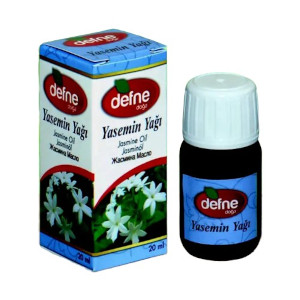 defne
doğa
Yasemin Yağı
Jasmine Oil
Jasminöl
Жасмина Масло
20 ml
defne
doğa
Yasemin Yağı